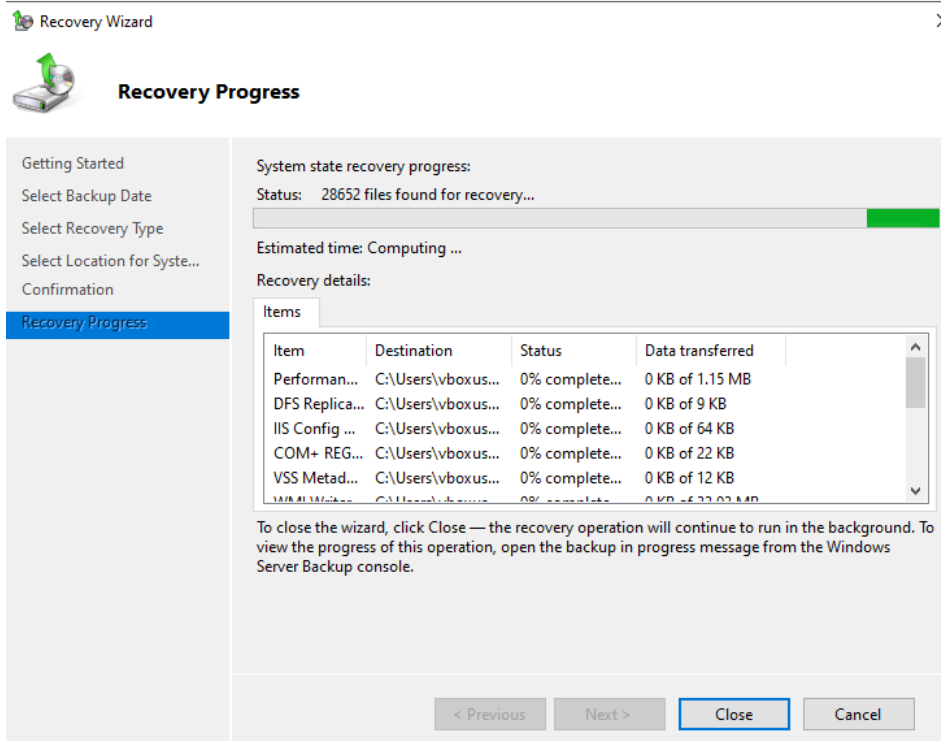 Recovery Wizard
Recovery Progress
Getting Started
Select Backup Date
Select Recovery Type
Select Location for Syste...
Confirmation
Recovery Progress
System state recovery progress:
Status: 28652 files found for recovery...
Estimated time: Computing ...
Recovery details:
Items
Item Destination Status Data transferred
Performan... C:\Users\vboxus... 0% complete... 0 KB of 1.15 MB
DFS Replica... C:\Users\vboxus... 0% complete... 0 KB of 9 KB
IIS Config ... C:\Users\vboxus... 0% complete... 0 KB of 64 KB
COM+ REG... C:\Users\vboxus... 0% complete... 0 KB of 22 KB
VSS Metad... C:\Users\vboxus... 0% complete... 0 KB of 12 KB
WMI Writer C:\Users\vboxus 0% complete
To close the wizard, click Close — the recovery operation will continue to run in the background. To
view the progress of this operation, open the backup in progress message from the Windows
Server Backup console.
< Previous Next > Close Cancel